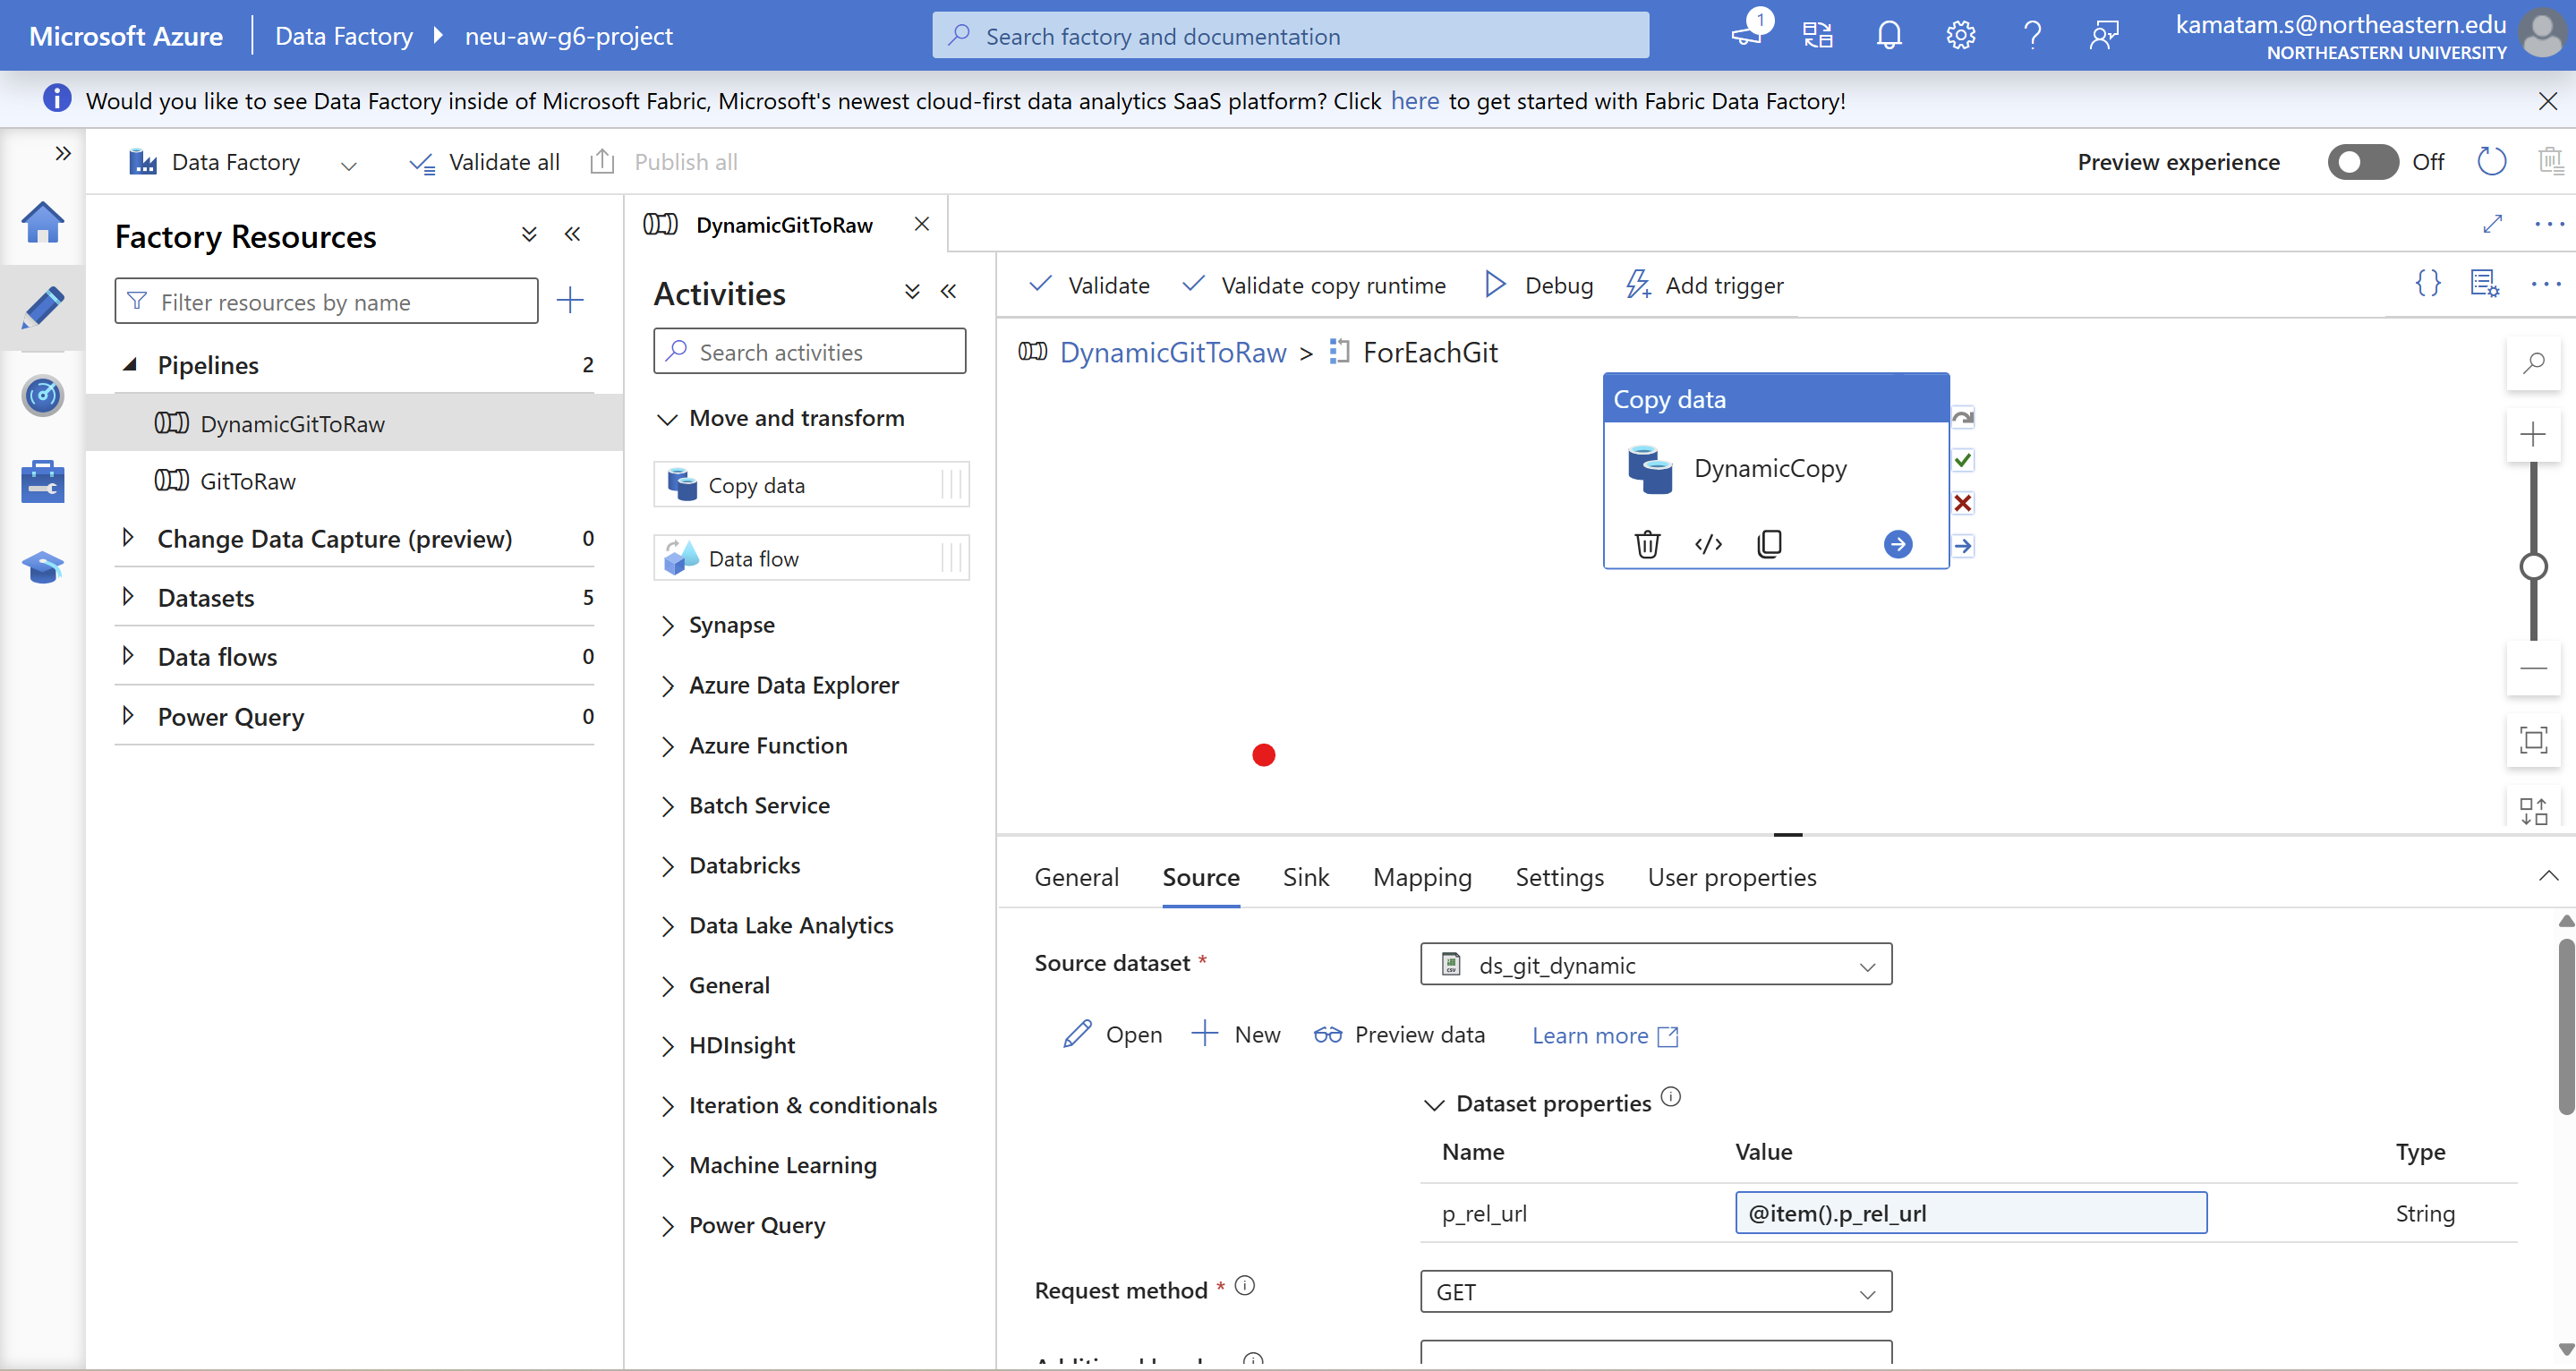 Microsoft Azure Data Factory neu-aw-g6-project Search factory and documentation 1 kamatam.s@northeastern.edu
NORTHEASTERN UNIVERSITY
Would you like to see Data Factory inside of Microsoft Fabric, Microsoft's newest cloud-first data analytics SaaS platform? Click here to get started with Fabric Data Factory!
Data Factory Validate all Publish all Preview experience Off
Factory Resources
Filter resources by name
Pipelines 2
DynamicGitToRaw
GitToRaw
Change Data Capture (preview) 0
Datasets 5
Data flows 0
Power Query 0
DynamicGitToRaw
Activities
Search activities
Move and transform
Copy data
Data flow
Synapse
Azure Data Explorer
Azure Function
Batch Service
Databricks
Data Lake Analytics
General
HDInsight
Iteration & conditionals
Machine Learning
Power Query
Validate Validate copy runtime Debug Add trigger
DynamicGitToRaw > ForEachGit
Copy data
DynamicCopy
General Source Sink Mapping Settings User properties
Source dataset * ds_git_dynamic
Open New Preview data Learn more
Dataset properties
Name Value Type
p_rel_url @item().p_rel_url String
Request method * GET